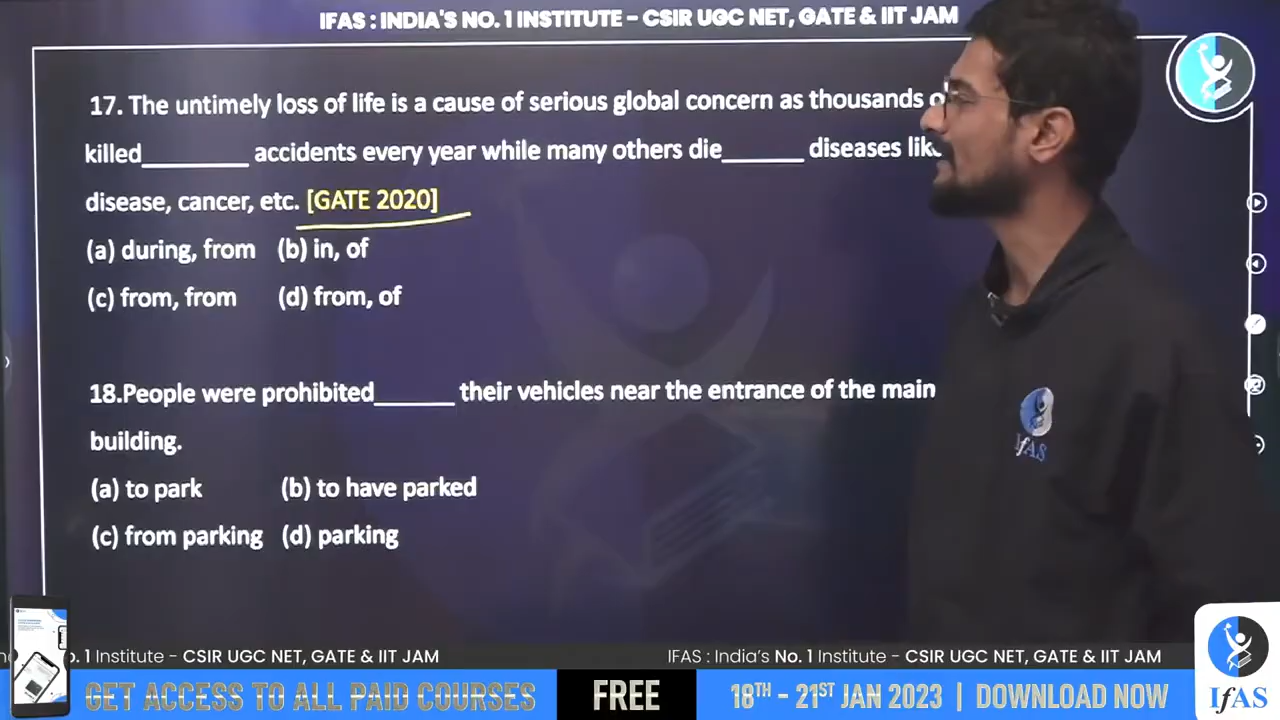 IFAS : INDIA'S NO. 1 INSTITUTE – CSIR UGC NET, GATE & IIT JAM
17. The untimely loss of life is a cause of serious global concern as thousands
killed________ accidents every year while many others die______ diseases
disease, cancer, etc. [GATE 2020]
(a) during, from (b) in, of
(c) from, from (d) from, of
18.People were prohibited______ their vehicles near the entrance of the main
building.
(a) to park (b) to have parked
(c) from parking (d) parking
IfAS
1 Institute – CSIR UGC NET, GATE & IIT JAM IFAS : India's No. 1 Institute – CSIR UGC NET, GATE & IIT JAM
GET ACCESS TO ALL PAID COURSES FREE 18TH – 21ST JAN 2023 | DOWNLOAD NOW
IfAS